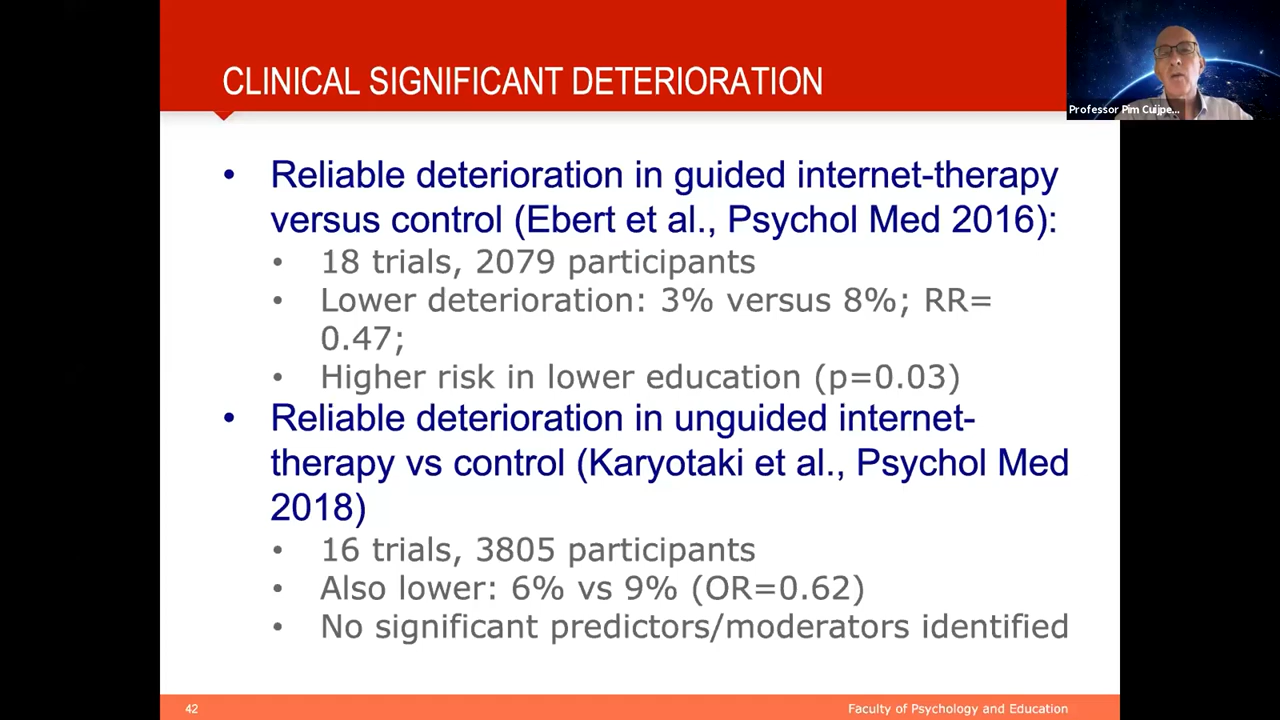 CLINICAL SIGNIFICANT DETERIORATION
Professor Pim Cuijpe...
• Reliable deterioration in guided internet-therapy
versus control (Ebert et al., Psychol Med 2016):
• 18 trials, 2079 participants
• Lower deterioration: 3% versus 8%; RR=
0.47;
• Higher risk in lower education (p=0.03)
• Reliable deterioration in unguided internet-
therapy vs control (Karyotaki et al., Psychol Med
2018)
• 16 trials, 3805 participants
• Also lower: 6% vs 9% (OR=0.62)
• No significant predictors/moderators identified
42
Faculty of Psychology and Education